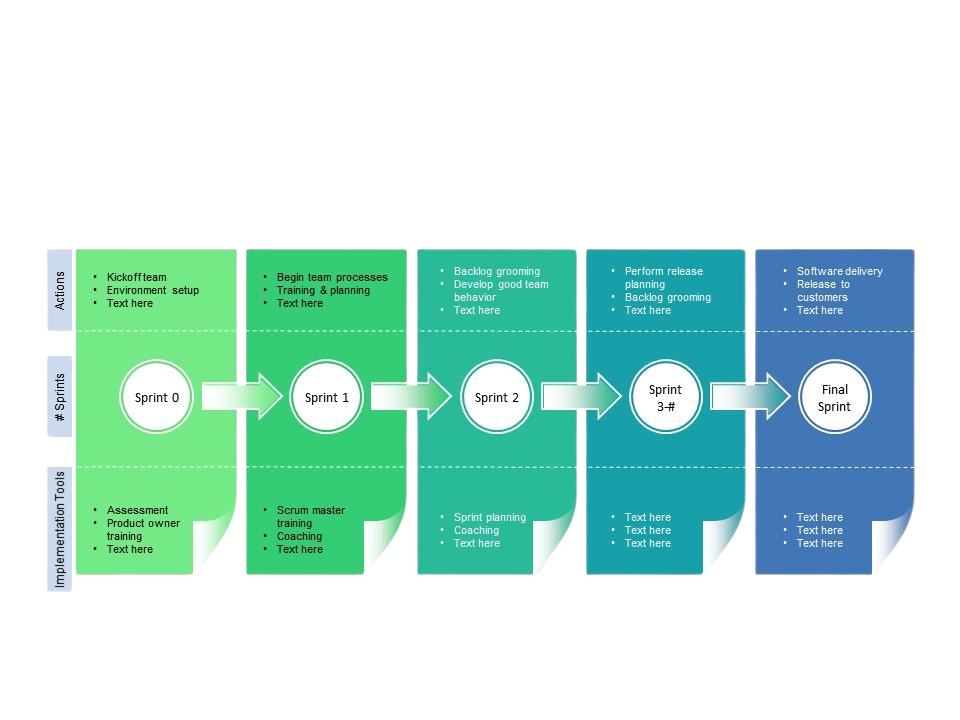 Actions
• Kickoff team
• Environment setup
• Text here
• Begin team processes
• Training & planning
• Text here
• Backlog grooming
• Develop good team
behavior
• Text here
• Perform release
planning
• Backlog grooming
• Text here
• Software delivery
• Release to
customers
• Text here
# Sprints
Sprint 0
Sprint 1
Sprint 2
Sprint
3-#
Final
Sprint
Implementation Tools
• Assessment
• Product owner
training
• Text here
• Scrum master
training
• Coaching
• Text here
• Sprint planning
• Coaching
• Text here
• Text here
• Text here
• Text here
• Text here
• Text here
• Text here